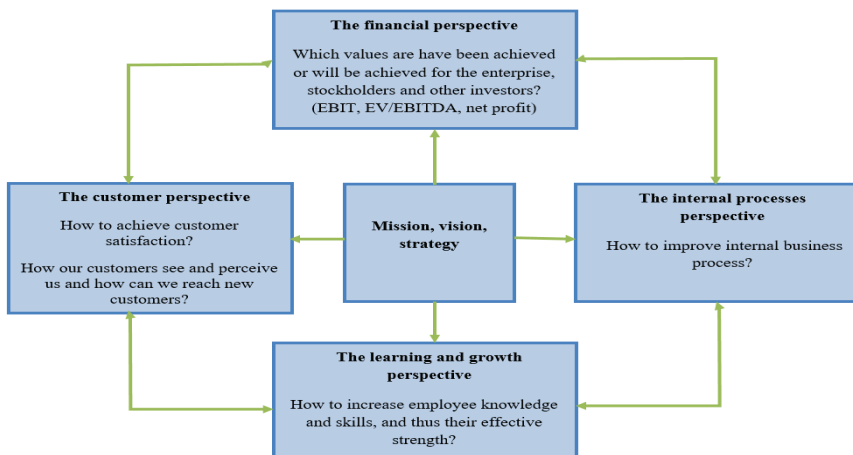 The financial perspective
Which values are have been achieved
or will be achieved for the enterprise,
stockholders and other investors?
(EBIT, EV/EBITDA, net profit)
The customer perspective
How to achieve customer
satisfaction?
How our customers see and perceive
us and how can we reach new
customers?
Mission, vision,
strategy
The internal processes
perspective
How to improve internal business
process?
The learning and growth
perspective
How to increase employee knowledge
and skills, and thus their effective
strength?